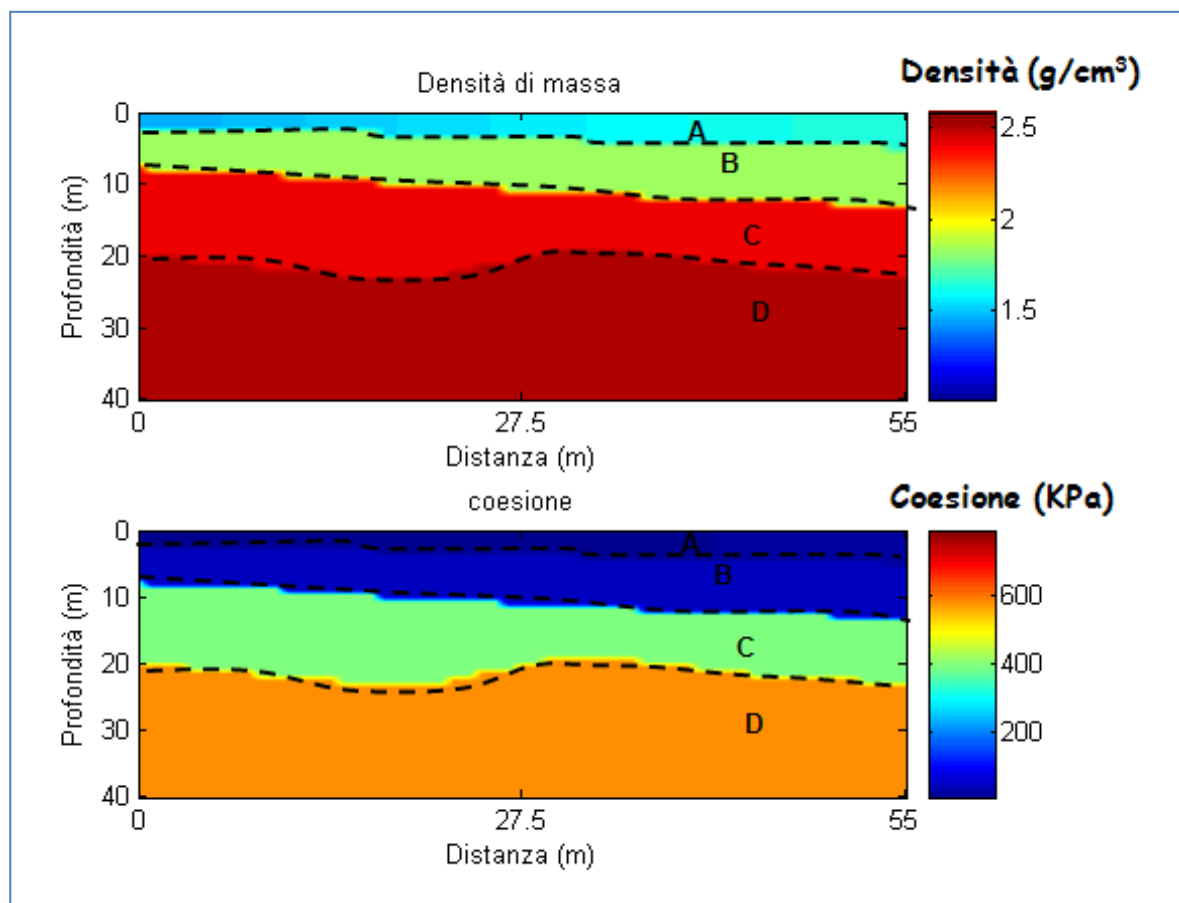 Densità (g/cm³)
Densità di massa
0
10
20
30
40
Profondità (m)
A
B
C
D
2.5
2
1.5
0
27.5
55
Distanza (m)
Coesione (KPa)
coesione
0
10
20
30
40
Profondità (m)
A
B
C
D
600
400
200
0
27.5
55
Distanza (m)